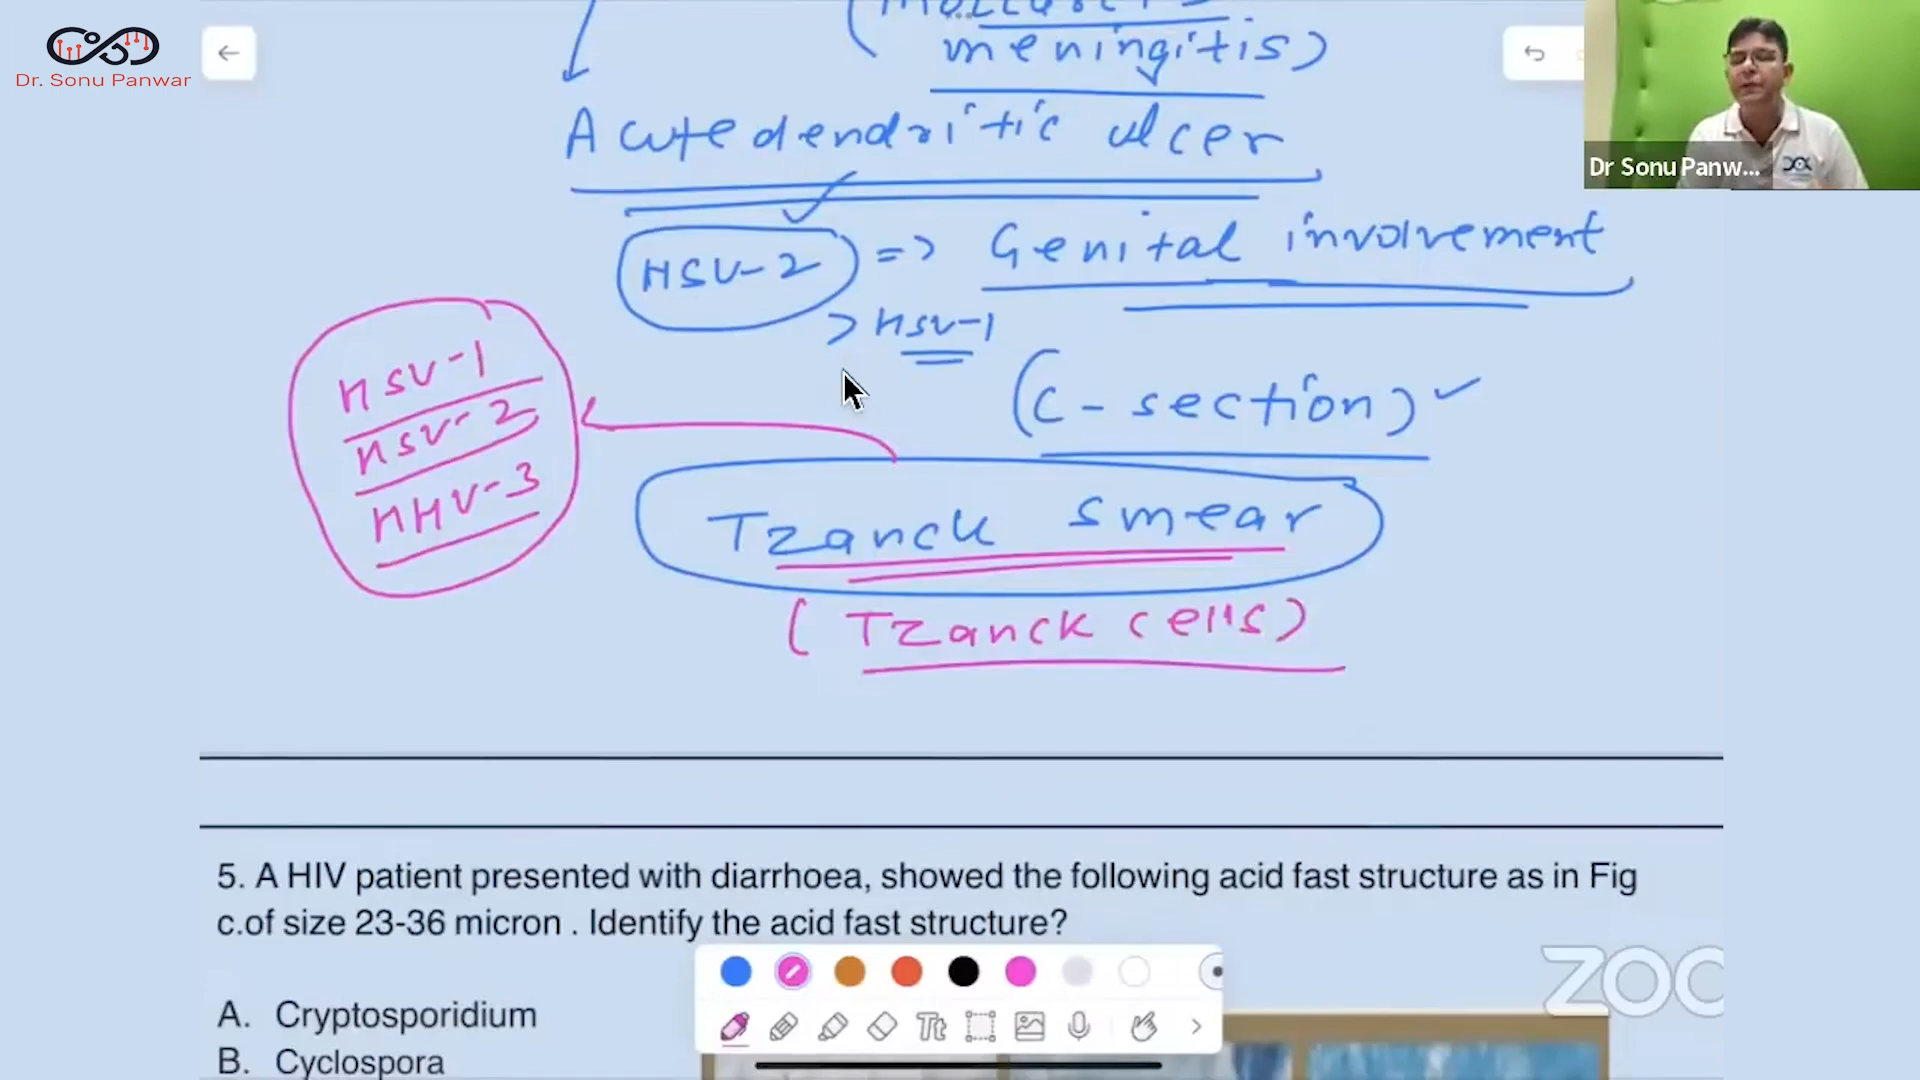 Dr. Sonu Panwar
meningitis)
Acute dendritic ulcer
HSV-2 => Genital involvement
> HSV-1
(C-section) ✓
HSV-1
HSV-2
HHV-3
Tzanck smear
(Tzanck cells)
Dr Sonu Panw...
5. A HIV patient presented with diarrhoea, showed the following acid fast structure as in Fig
c.of size 23-36 micron . Identify the acid fast structure?
A. Cryptosporidium
B. Cyclospora
Tt